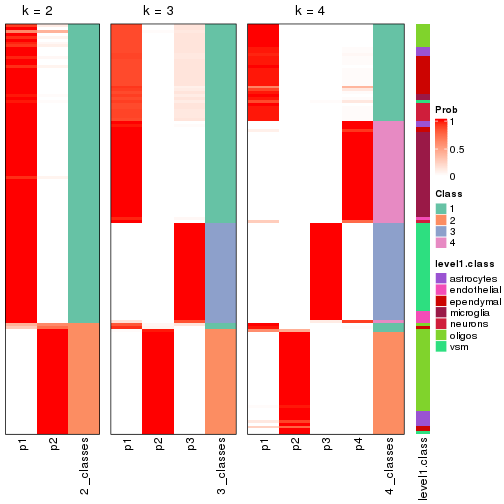 k = 2
k = 3
k = 4
Prob
1
0.5
0
Class
1
2
3
4
level1.class
astrocytes
endothelial
ependymal
microglia
neurons
oligos
vsm
p1
p2
2_classes
p1
p2
p3
3_classes
p1
p2
p3
p4
4_classes
level1.class